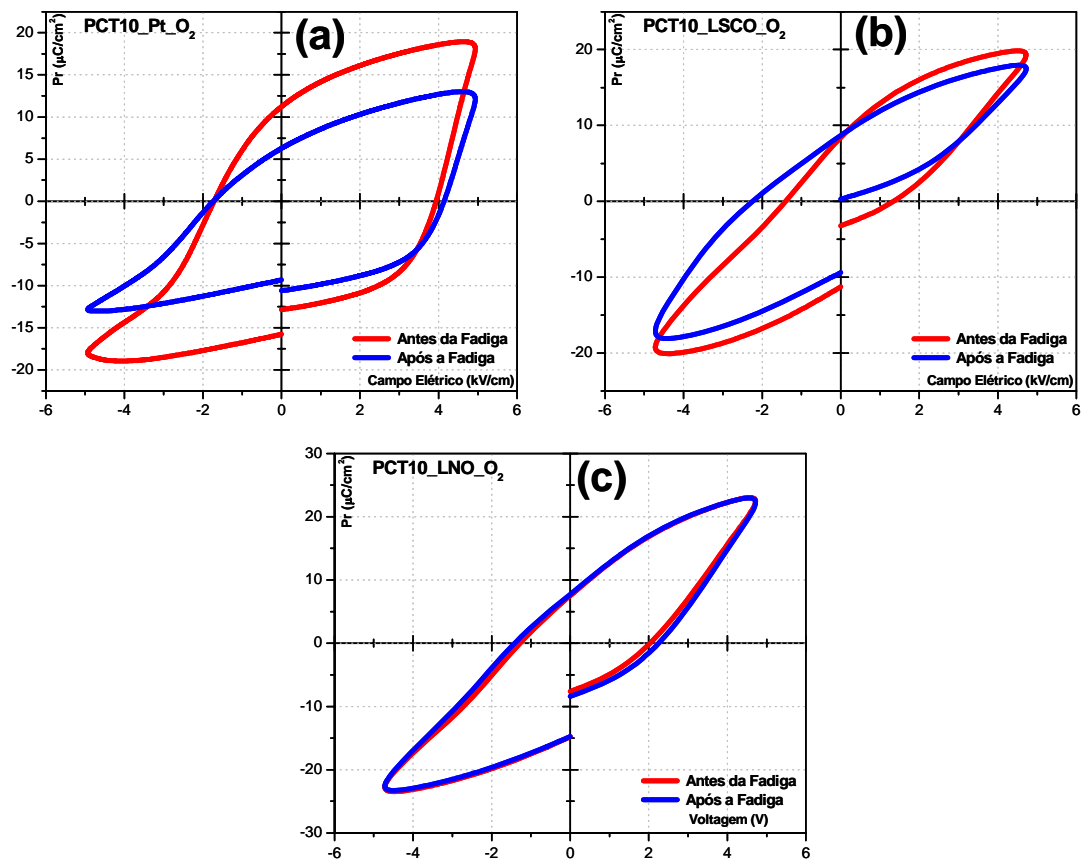 PCT10_Pt_O₂
(a)
Pr (µC/cm²)
20
15
10
5
0
-5
-10
-15
-20
Antes da Fadiga
Após a Fadiga
Campo Elétrico (kV/cm)
-6 -4 -2 0 2 4 6
PCT10_LSCO_O₂
(b)
Pr (µC/cm²)
20
10
0
-10
-20
Antes da Fadiga
Após a Fadiga
Campo Elétrico (kV/cm)
-6 -4 -2 0 2 4 6
PCT10_LNO_O₂
(c)
Pr (µC/cm²)
30
20
10
0
-10
-20
-30
Antes da Fadiga
Após a Fadiga
Voltagem (V)
-6 -4 -2 0 2 4 6